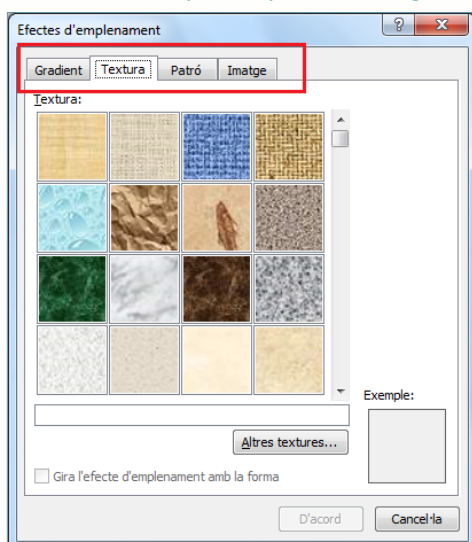 Efectes d'emplenament
Gradient Textura Patró Imatge
Textura:
Exemple:
Altres textures...
Gira l'efecte d'emplenament amb la forma
D'acord Cancel·la